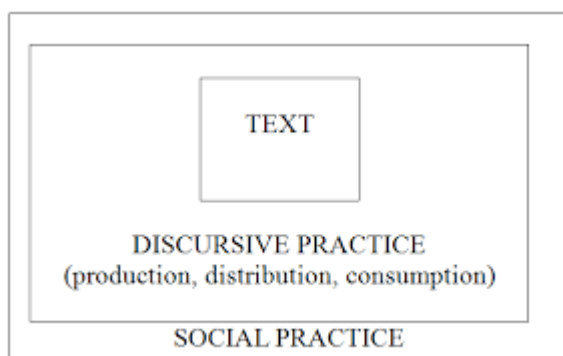 TEXT
DISCURSIVE PRACTICE
(production, distribution, consumption)
SOCIAL PRACTICE